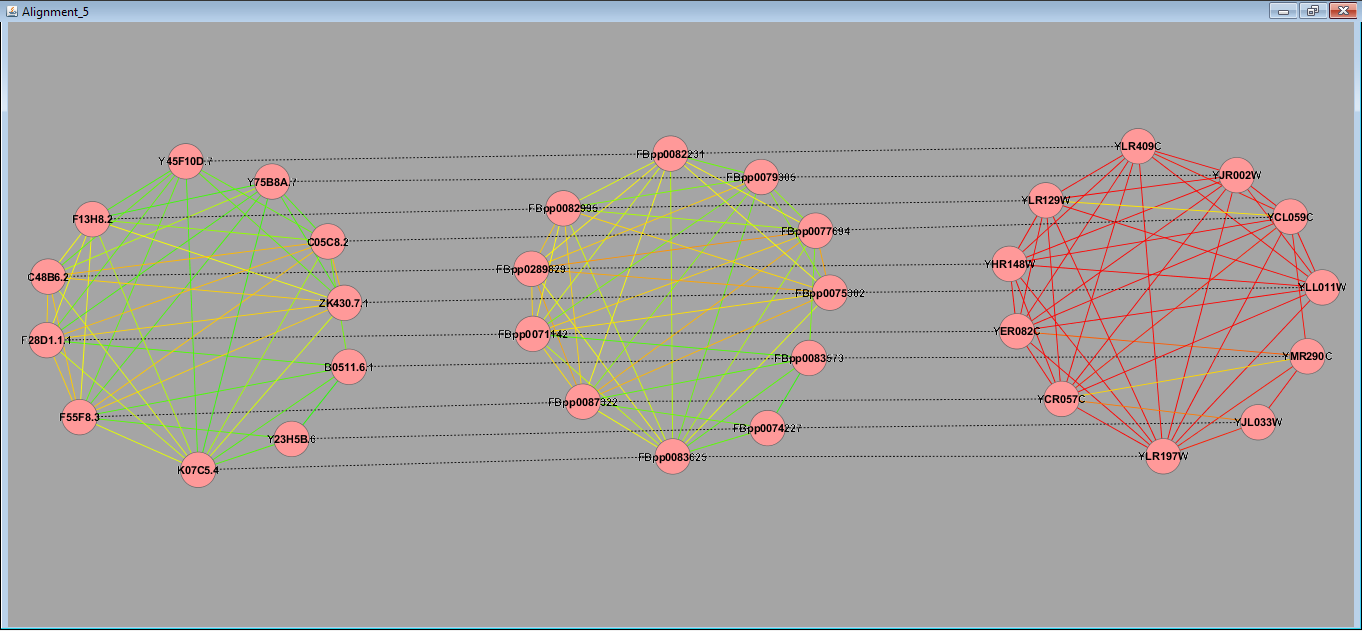 Alignment_5
Y45F10D.7
Y75B8A.7
F13H8.2
C05C8.2
C48B6.2
ZK430.7.1
F28D1.1.1
B0511.6.1
F55F8.3
Y23H5B.6
K07C5.4
FBpp0082231
FBpp0079305
FBpp0082995
FBpp0077694
FBpp0289829
FBpp0075302
FBpp0071142
FBpp0083573
FBpp0087322
FBpp0074227
FBpp0083625
YLR409C
YJR002W
YLR129W
YCL059C
YHR148W
YLL011W
YER082C
YMR290C
YCR057C
YJL033W
YLR197W